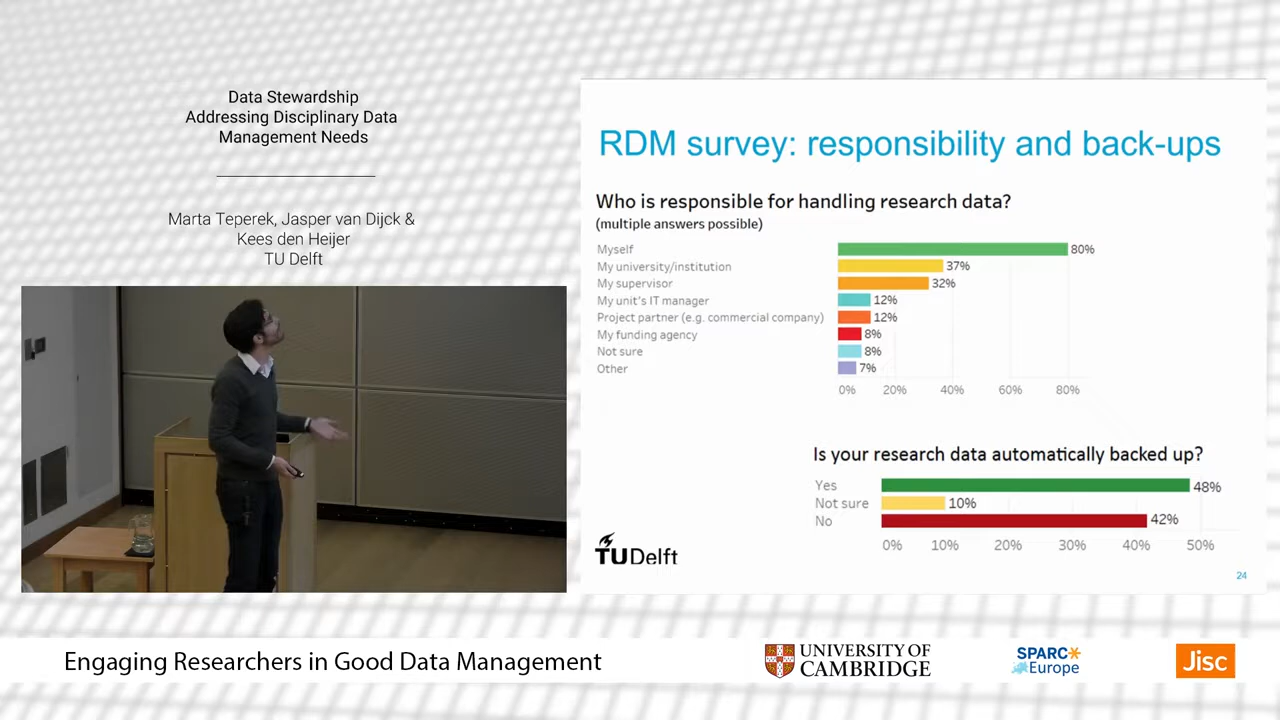 Data Stewardship
Addressing Disciplinary Data
Management Needs
Marta Teperek, Jasper van Dijck &
Kees den Heijer
TU Delft
RDM survey: responsibility and back-ups
Who is responsible for handling research data?
(multiple answers possible)
Myself 80%
My university/institution 37%
My supervisor 32%
My unit's IT manager 12%
Project partner (e.g. commercial company) 12%
My funding agency 8%
Not sure 8%
Other 7%
0% 20% 40% 60% 80%
Is your research data automatically backed up?
Yes 48%
Not sure 10%
No 42%
0% 10% 20% 30% 40% 50%
TUDelft
24
Engaging Researchers in Good Data Management
UNIVERSITY OF
CAMBRIDGE
SPARC
Europe
Jisc